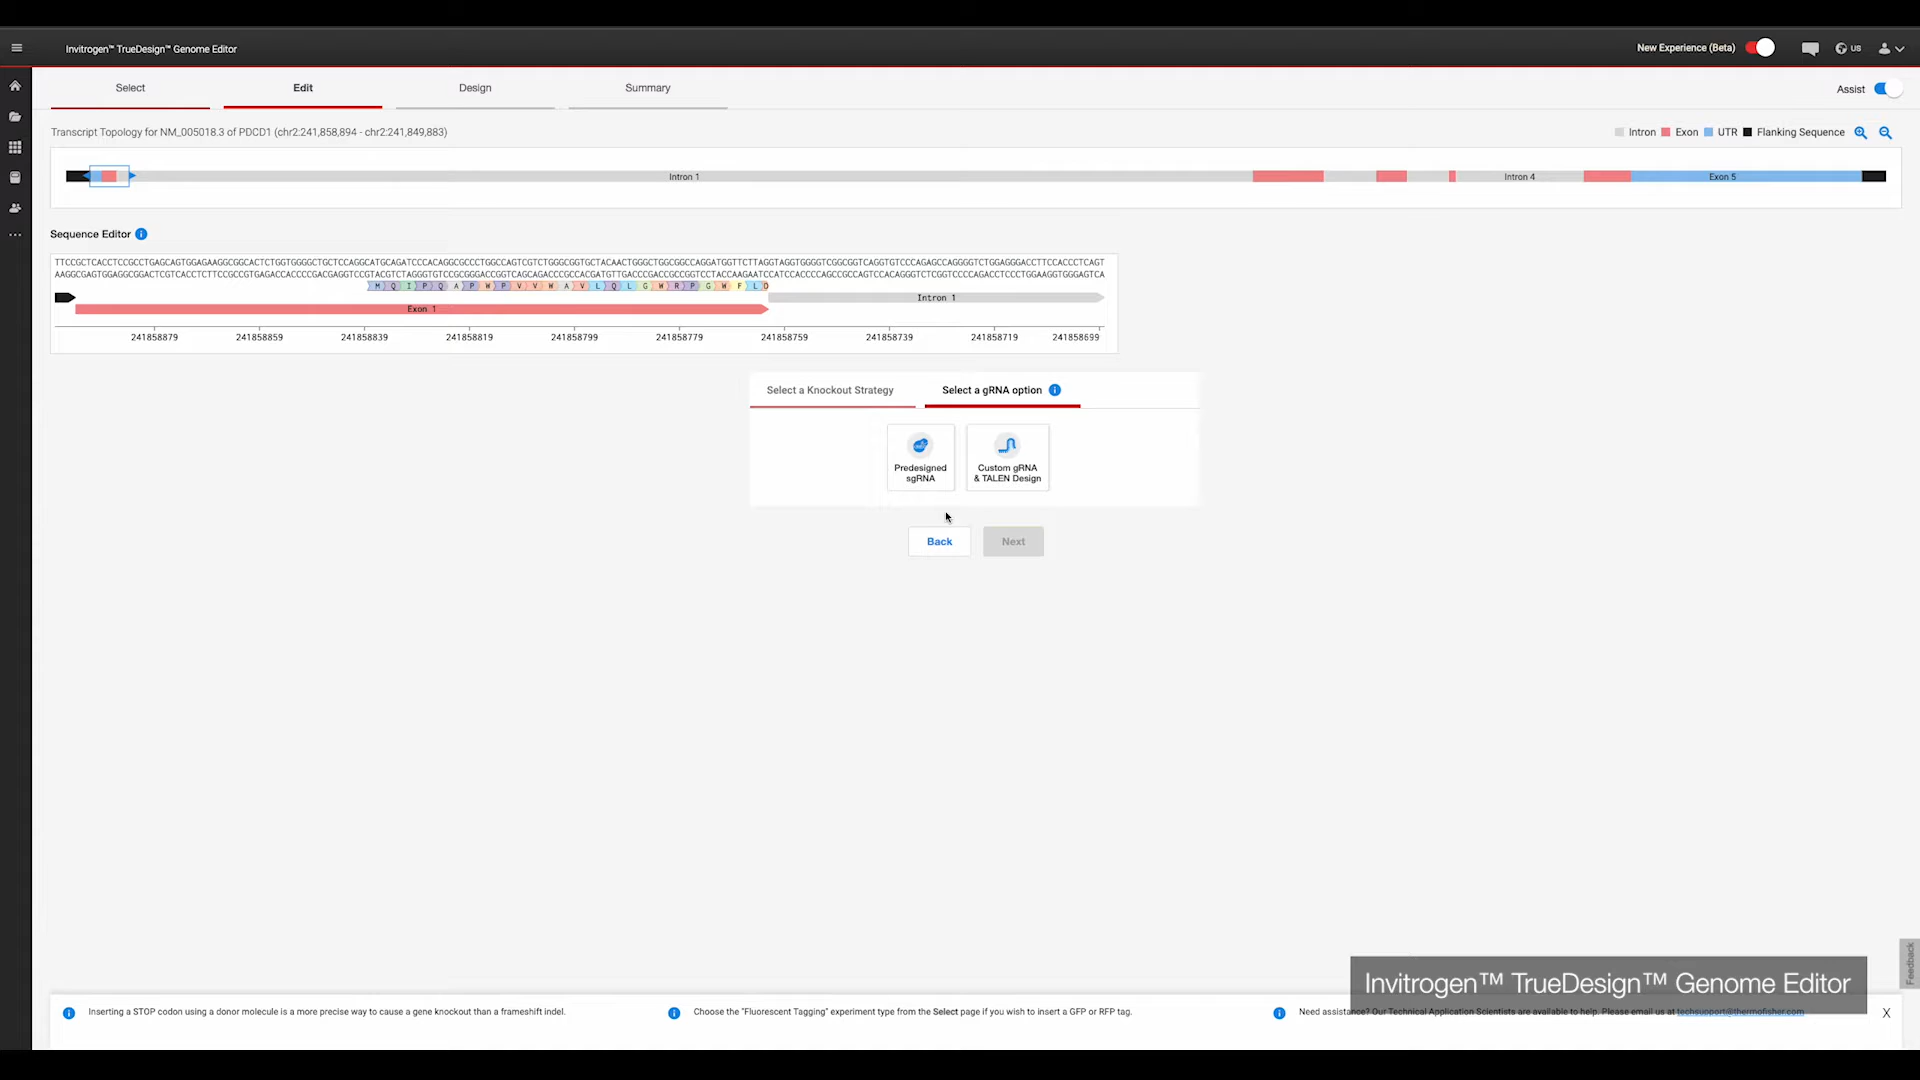 Invitrogen™ TrueDesign™ Genome Editor
New Experience (Beta)
US
Select
Edit
Design
Summary
Assist
Transcript Topology for NM_005018.3 of PDCD1 (chr2:241,858,894 - chr2:241,849,883)
Intron
Exon
UTR
Flanking Sequence
Intron 1
Intron 4
Exon 5
Sequence Editor
M Q I P Q A P W P V V W A V L Q L G W R P G W F L D
Intron 1
Exon 1
241858879 241858859 241858839 241858819 241858799 241858779 241858759 241858739 241858719 241858699
Select a Knockout Strategy
Select a gRNA option
Predesigned
sgRNA
Custom gRNA
& TALEN Design
Back
Next
Feedback
Invitrogen™ TrueDesign™ Genome Editor
Inserting a STOP codon using a donor molecule is a more precise way to cause a gene knockout than a frameshift indel.
Choose the "Fluorescent Tagging" experiment type from the Select page if you wish to insert a GFP or RFP tag.
Need assistance? Our Technical Application Scientists are available to help. Please email us at techsupport@thermofisher.com
X